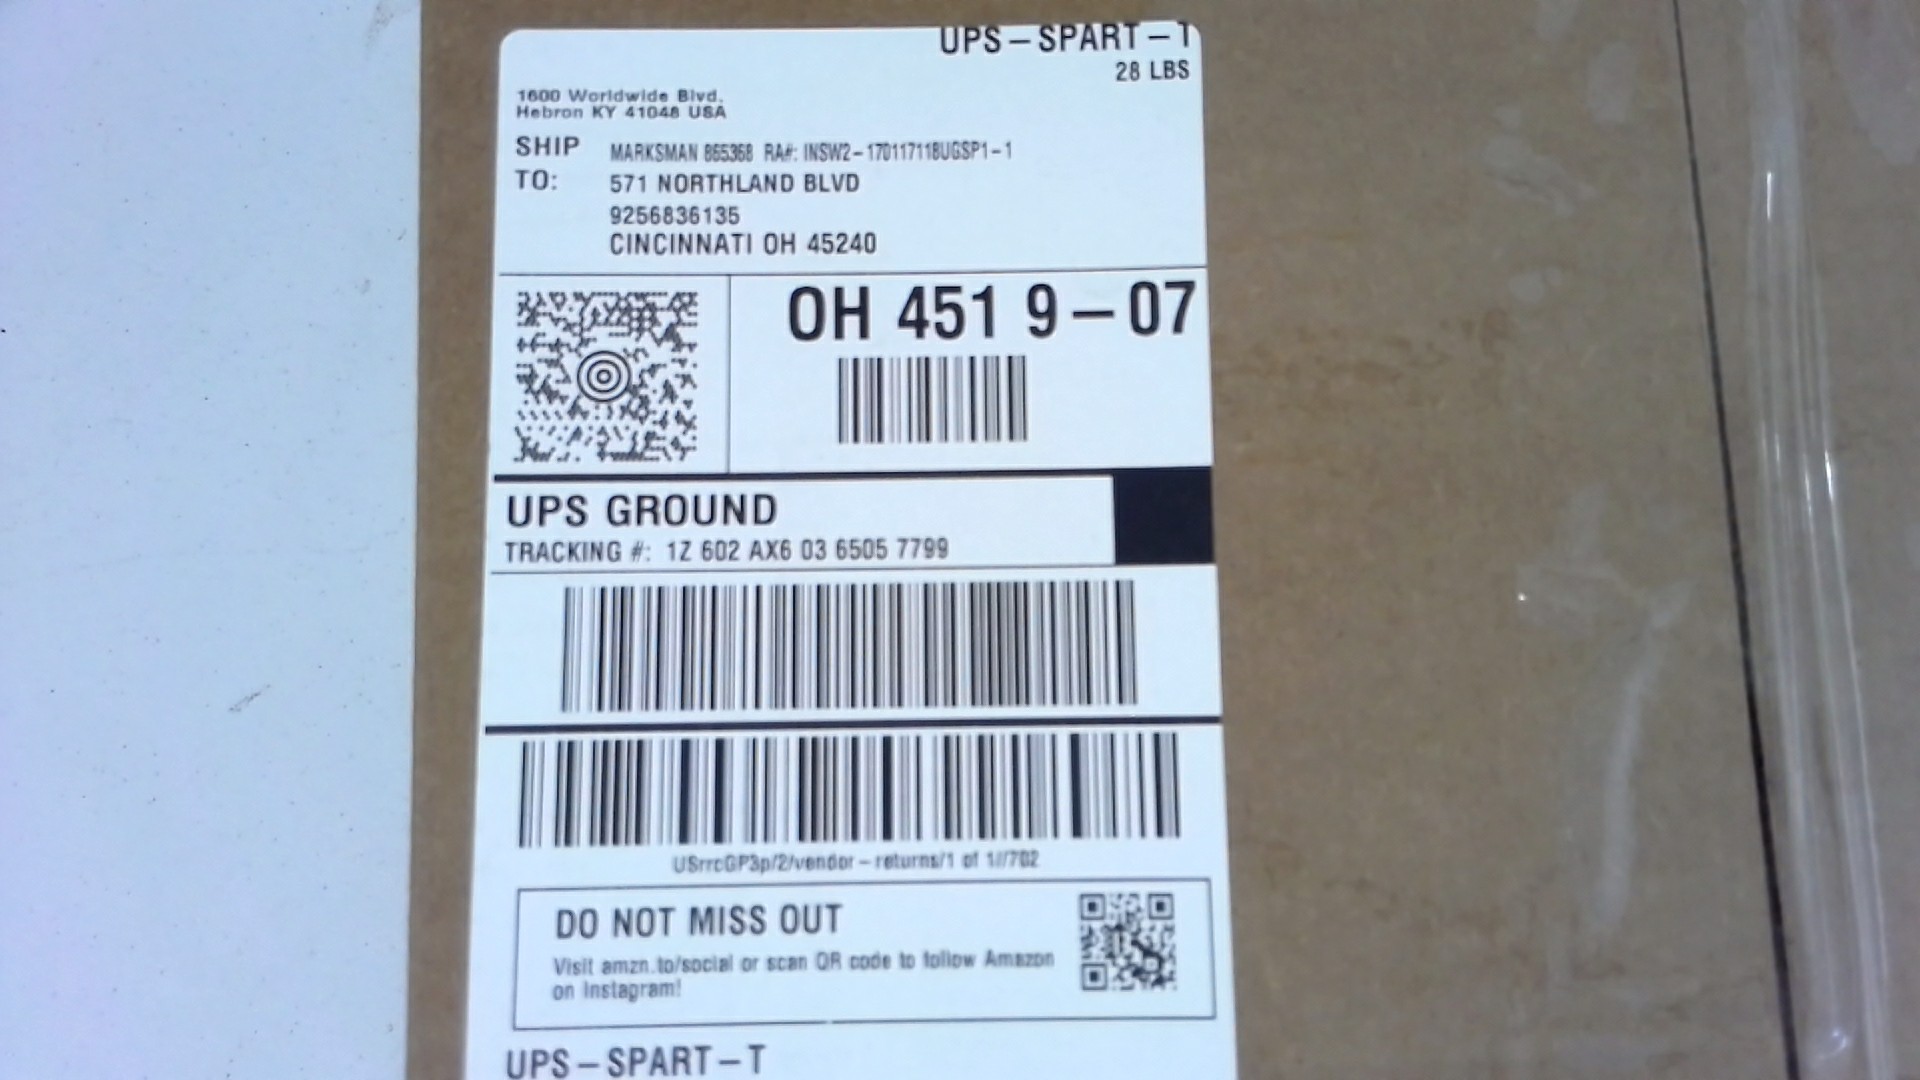 UPS-SPART-T
28 LBS
1600 Worldwide Blvd.
Hebron KY 41048 USA
SHIP TO:
MARKSMAN 865368 RA#: INSW2-170117118UGSP1-1
571 NORTHLAND BLVD
9256836135
CINCINNATI OH 45240
OH 451 9-07
UPS GROUND
TRACKING #: 1Z 602 AX6 03 6505 7799
USrrcGP3p/2/vendor-returns/1 of 1//702
DO NOT MISS OUT
Visit amzn.to/social or scan QR code to follow Amazon
on Instagram!
UPS-SPART-T